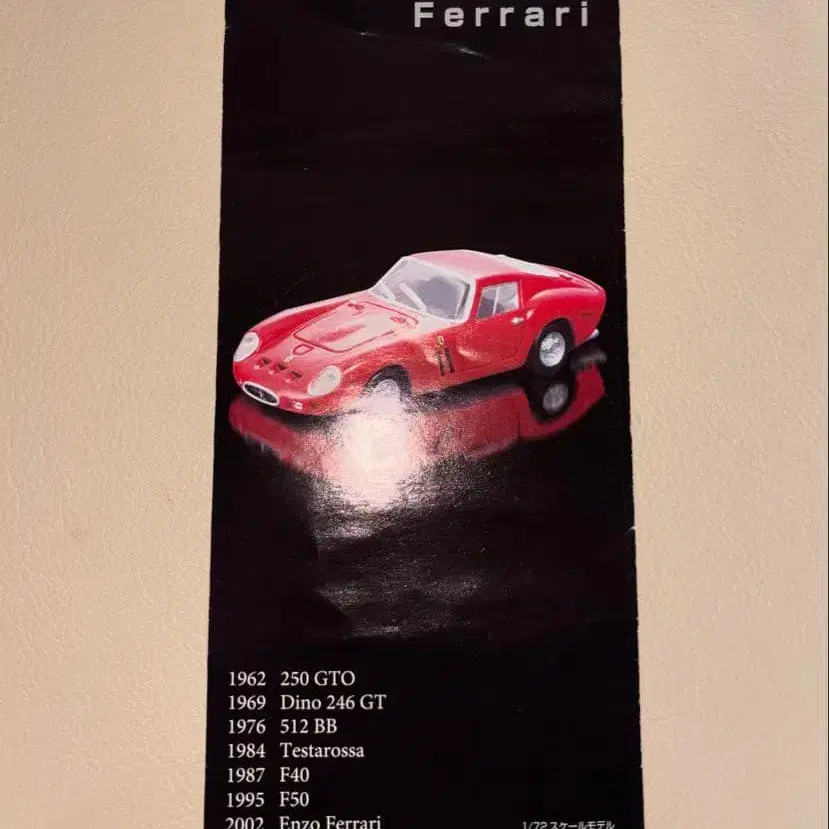 Ferrari
1962 250 GTO
1969 Dino 246 GT
1976 512 BB
1984 Testarossa
1987 F40
1995 F50
2002 Enzo Ferrari
1/72 スケールモデル